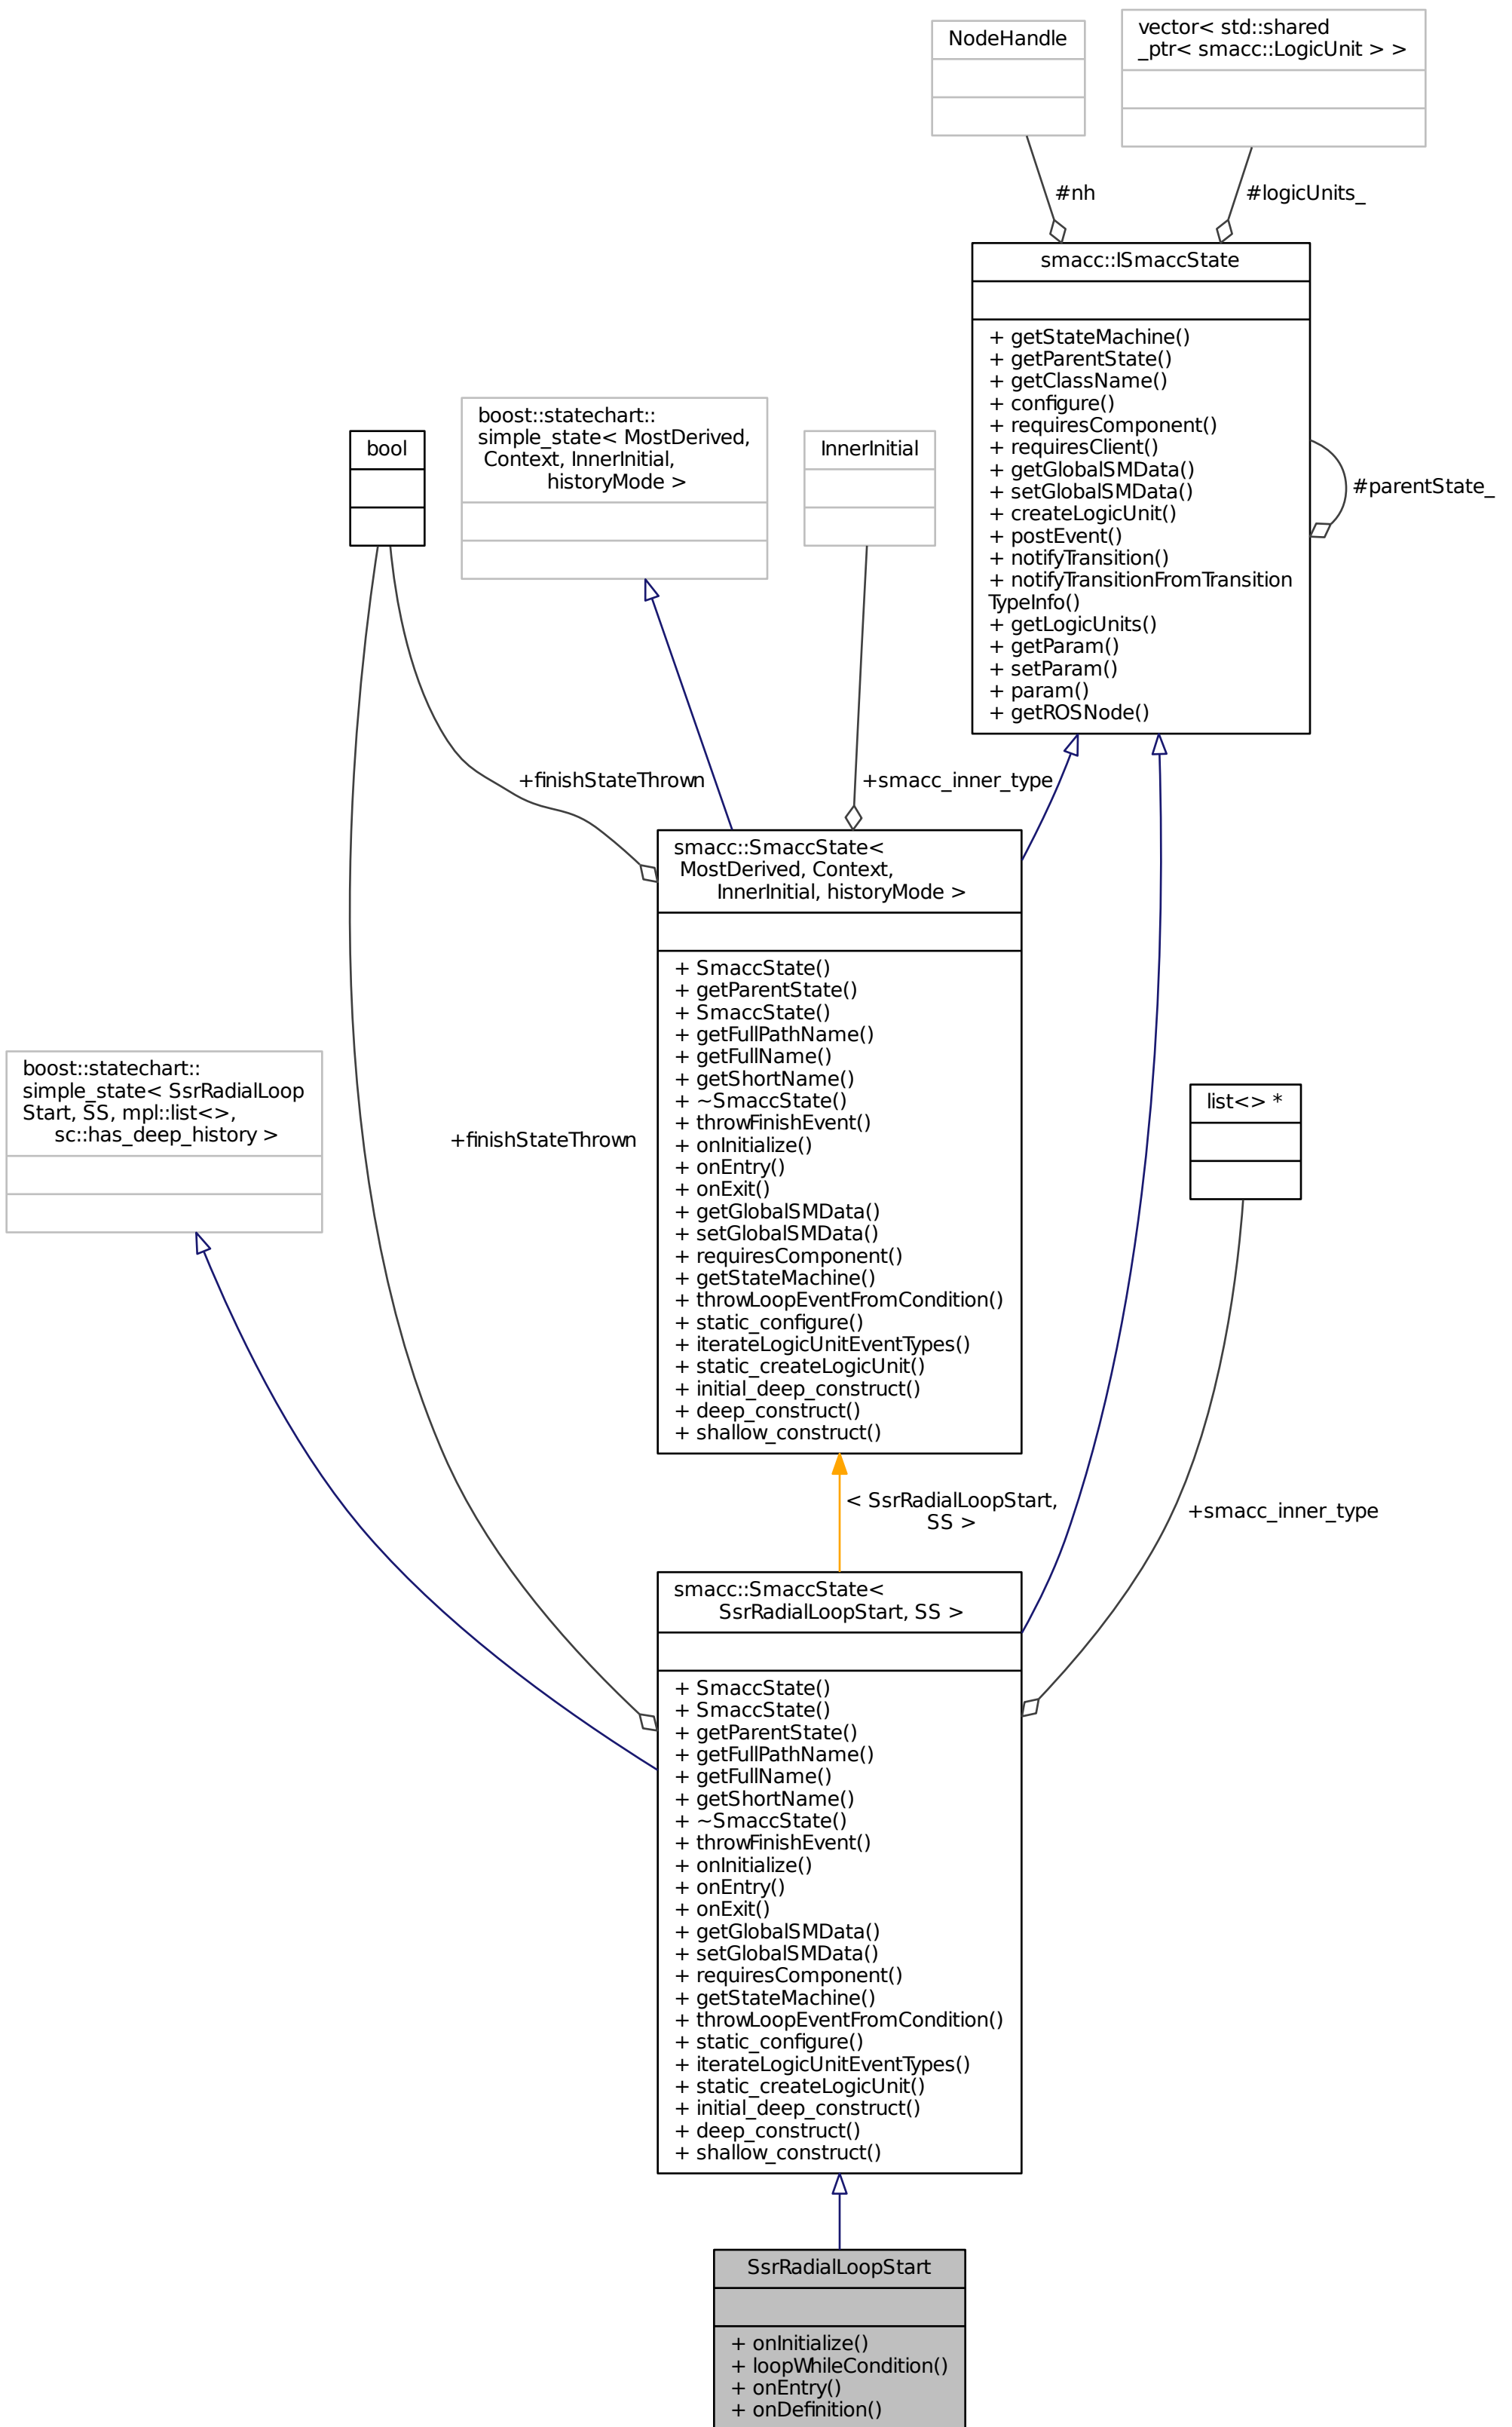 NodeHandle
vector< std::shared
_ptr< smacc::LogicUnit > >
#nh
#logicUnits_
smacc::ISmaccState
+ getStateMachine()
+ getParentState()
+ getClassName()
+ configure()
+ requiresComponent()
+ requiresClient()
+ getGlobalSMData()
+ setGlobalSMData()
+ createLogicUnit()
+ postEvent()
+ notifyTransition()
+ notifyTransitionFromTransition
TypeInfo()
+ getLogicUnits()
+ getParam()
+ setParam()
+ param()
+ getROSNode()
#parentState_
bool
boost::statechart::
simple_state< MostDerived,
Context, InnerInitial,
historyMode >
InnerInitial
+finishStateThrown
+smacc_inner_type
smacc::SmaccState<
MostDerived, Context,
InnerInitial, historyMode >
+ SmaccState()
+ getParentState()
+ SmaccState()
+ getFullPathName()
+ getFullName()
+ getShortName()
+ ~SmaccState()
+ throwFinishEvent()
+ onInitialize()
+ onEntry()
+ onExit()
+ getGlobalSMData()
+ setGlobalSMData()
+ requiresComponent()
+ getStateMachine()
+ throwLoopEventFromCondition()
+ static_configure()
+ iterateLogicUnitEventTypes()
+ static_createLogicUnit()
+ initial_deep_construct()
+ deep_construct()
+ shallow_construct()
boost::statechart::
simple_state< SsrRadialLoop
Start, SS, mpl::list<>,
sc::has_deep_history >
+finishStateThrown
list<> *
< SsrRadialLoopStart,
SS >
+smacc_inner_type
smacc::SmaccState<
SsrRadialLoopStart, SS >
+ SmaccState()
+ SmaccState()
+ getParentState()
+ getFullPathName()
+ getFullName()
+ getShortName()
+ ~SmaccState()
+ throwFinishEvent()
+ onInitialize()
+ onEntry()
+ onExit()
+ getGlobalSMData()
+ setGlobalSMData()
+ requiresComponent()
+ getStateMachine()
+ throwLoopEventFromCondition()
+ static_configure()
+ iterateLogicUnitEventTypes()
+ static_createLogicUnit()
+ initial_deep_construct()
+ deep_construct()
+ shallow_construct()
SsrRadialLoopStart
+ onInitialize()
+ loopWhileCondition()
+ onEntry()
+ onDefinition()